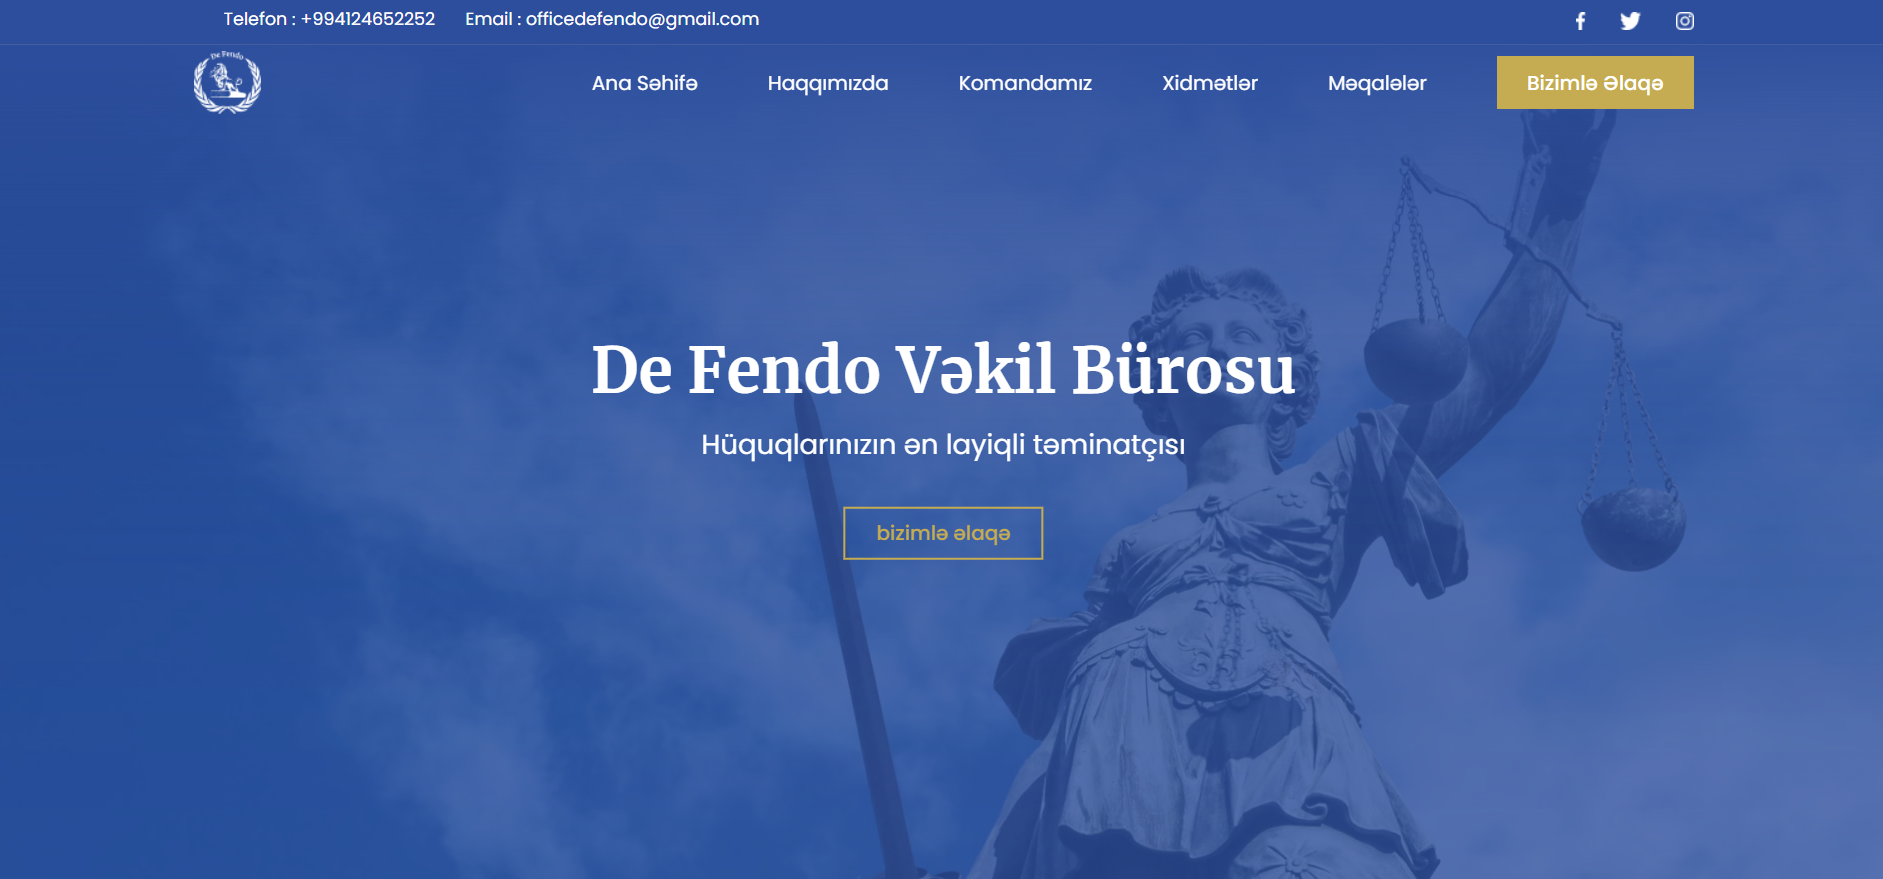 Telefon : +994124652252 Email : officedefendo@gmail.com
De Fendo
Ana Səhifə Haqqımızda Komandamız Xidmətlər Məqalələr Bizimlə Əlaqə
De Fendo Vəkil Bürosu
Hüquqlarınızın ən layiqli təminatçısı
bizimlə əlaqə